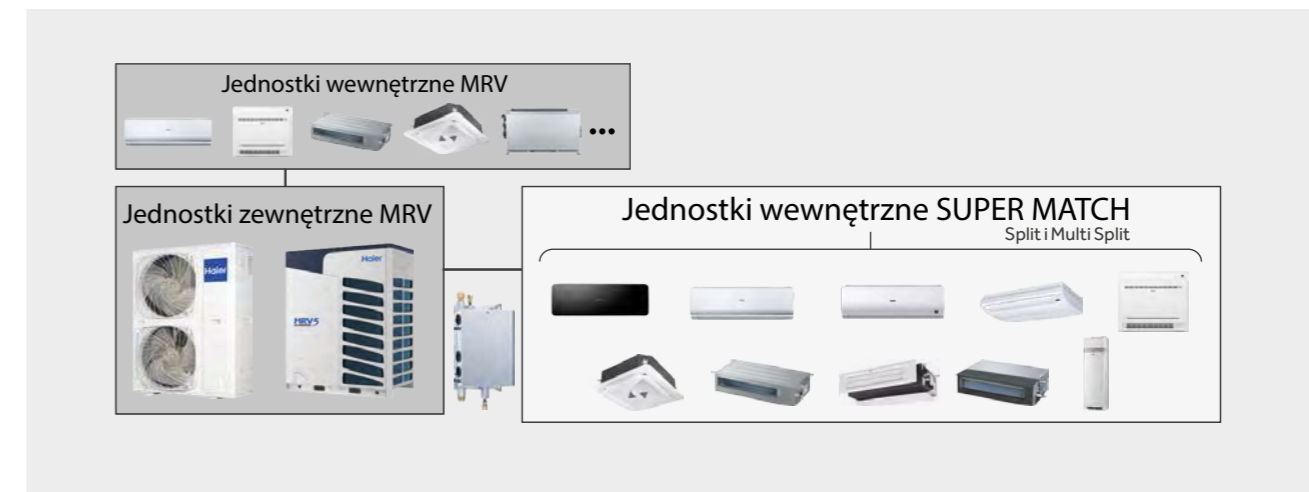 Jednostki wewnętrzne MRV
...
Jednostki zewnętrzne MRV
Haier
Haier
MRV5
Jednostki wewnętrzne SUPER MATCH
Split i Multi Split